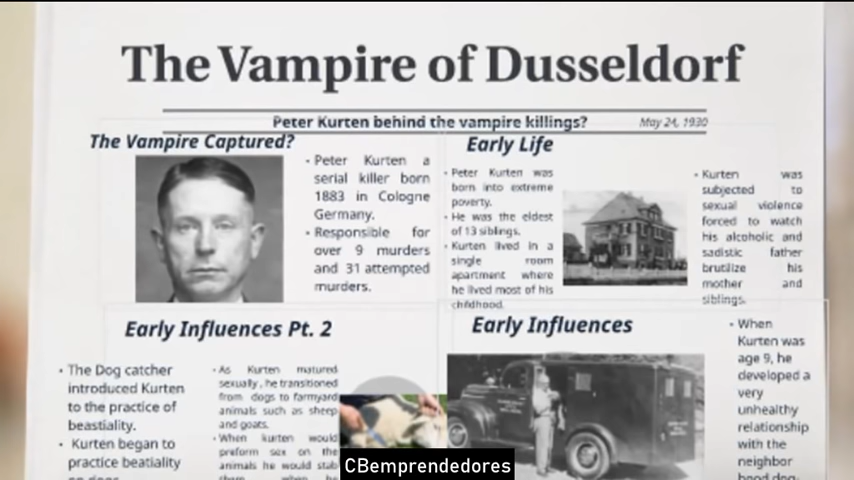 The Vampire of Dusseldorf
Peter Kurten behind the vampire killings?
May 24, 1930
The Vampire Captured?
• Peter Kurten a
serial killer born
1883 in Cologne
Germany.
• Responsible for
over 9 murders
and 31 attempted
murders.
Early Life
• Peter Kurten was
born into extreme
poverty.
• He was the eldest
of 13 siblings.
• Kurten lived in a
single room
apartment where
he lived most of his
childhood.
• Kurten was
subjected to
sexual violence
forced to watch
his alcoholic and
sadistic father
brutilize his
mother and
siblings.
Early Influences Pt. 2
• The Dog catcher
introduced Kurten
to the practice of
beastiality.
• Kurten began to
practice beatiality
• As Kurten matured
sexually, he transitioned
from dogs to farmyard
animals such as sheep
and goats.
• When kurten would
preform sex on the
animals he would stab
Early Influences
• When
Kurten was
age 9, he
developed a
very
unhealthy
relationship
with the
neighbor
hood dog
CBemprendedores